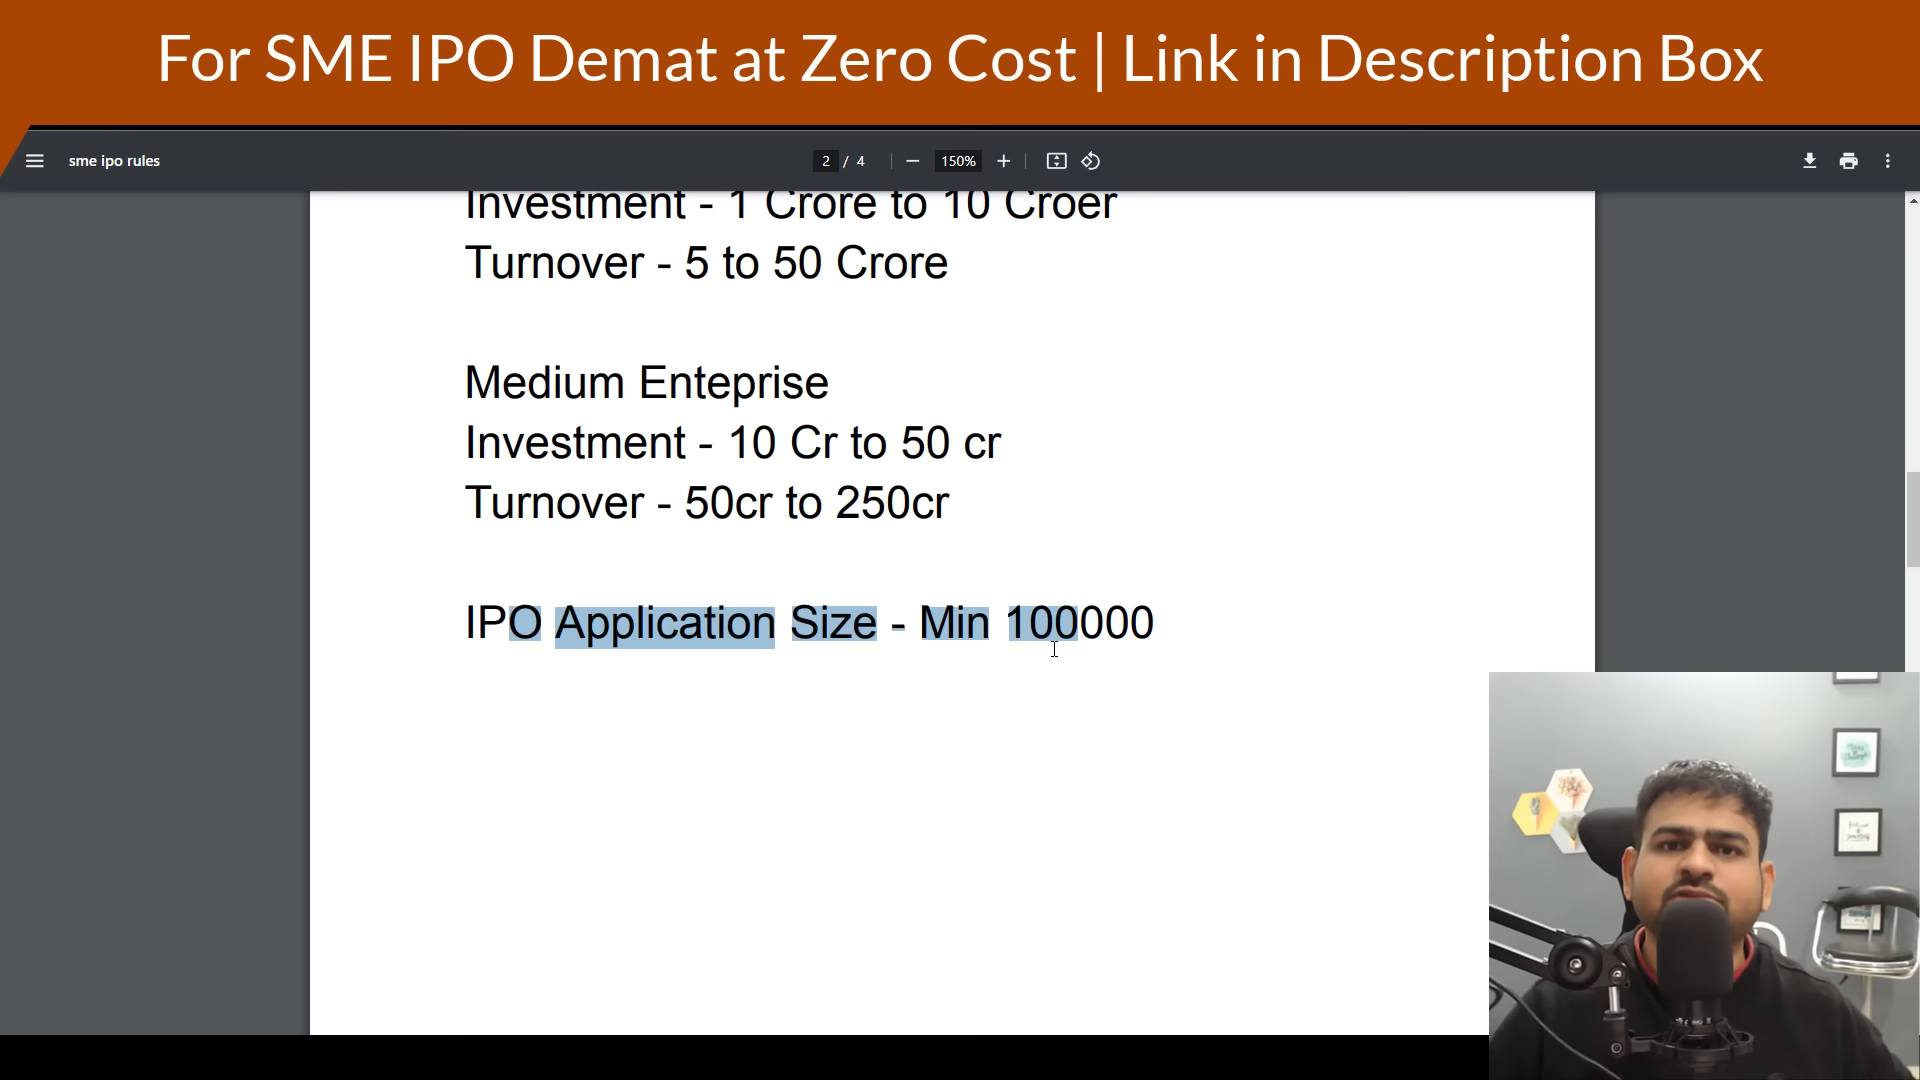 For SME IPO Demat at Zero Cost | Link in Description Box
sme ipo rules
2 / 4
150%
Investment - 1 Crore to 10 Croer
Turnover - 5 to 50 Crore
Medium Enteprise
Investment - 10 Cr to 50 cr
Turnover - 50cr to 250cr
IPO Application Size - Min 100000